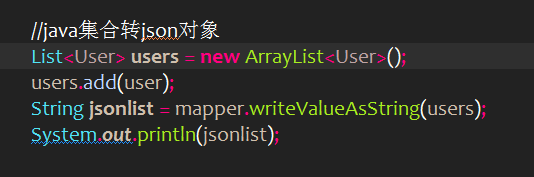 //java集合转json对象
List<User> users = new ArrayList<User>();
users.add(user);
String jsonlist = mapper.writeValueAsString(users);
System.out.println(jsonlist);